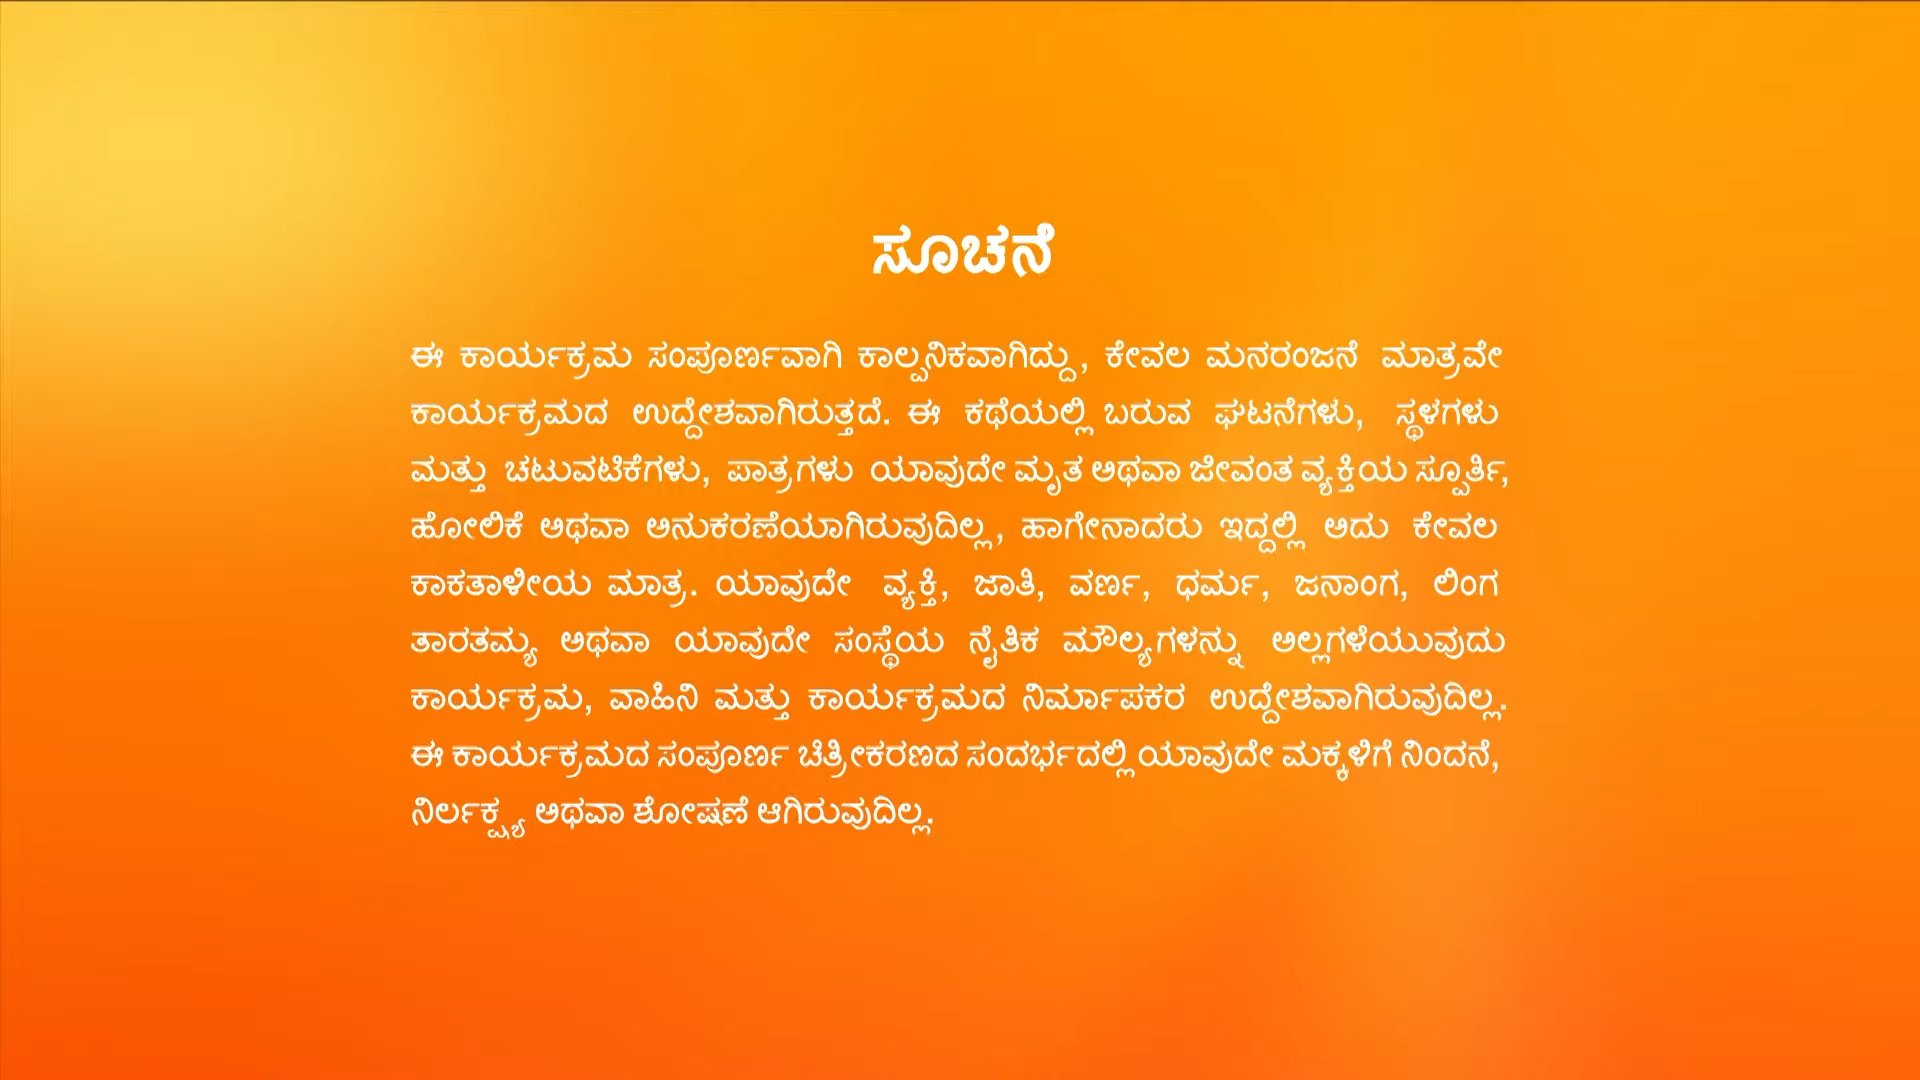 ಸೂಚನೆ
ಈ ಕಾರ್ಯಕ್ರಮ ಸಂಪೂರ್ಣವಾಗಿ ಕಾಲ್ಪನಿಕವಾಗಿದ್ದು, ಕೇವಲ ಮನರಂಜನೆ ಮಾತ್ರವೇ
ಕಾರ್ಯಕ್ರಮದ ಉದ್ದೇಶವಾಗಿರುತ್ತದೆ. ಈ ಕಥೆಯಲ್ಲಿ ಬರುವ ಘಟನೆಗಳು, ಸ್ಥಳಗಳು
ಮತ್ತು ಚಟುವಟಿಕೆಗಳು, ಪಾತ್ರಗಳು ಯಾವುದೇ ಮೃತ ಅಥವಾ ಜೀವಂತ ವ್ಯಕ್ತಿಯ ಸ್ಪೂರ್ತಿ,
ಹೋಲಿಕೆ ಅಥವಾ ಅನುಕರಣೆಯಾಗಿರುವುದಿಲ್ಲ, ಹಾಗೇನಾದರು ಇದ್ದಲ್ಲಿ ಅದು ಕೇವಲ
ಕಾಕತಾಳೀಯ ಮಾತ್ರ. ಯಾವುದೇ ವ್ಯಕ್ತಿ, ಜಾತಿ, ವರ್ಣ, ಧರ್ಮ, ಜನಾಂಗ, ಲಿಂಗ
ತಾರತಮ್ಯ ಅಥವಾ ಯಾವುದೇ ಸಂಸ್ಥೆಯ ನೈತಿಕ ಮೌಲ್ಯಗಳನ್ನು ಅಲ್ಲಗಳೆಯುವುದು
ಕಾರ್ಯಕ್ರಮ, ವಾಹಿನಿ ಮತ್ತು ಕಾರ್ಯಕ್ರಮದ ನಿರ್ಮಾಪಕರ ಉದ್ದೇಶವಾಗಿರುವುದಿಲ್ಲ.
ಈ ಕಾರ್ಯಕ್ರಮದ ಸಂಪೂರ್ಣ ಚಿತ್ರೀಕರಣದ ಸಂದರ್ಭದಲ್ಲಿ ಯಾವುದೇ ಮಕ್ಕಳಿಗೆ ನಿಂದನೆ,
ನಿರ್ಲಕ್ಷ್ಯ ಅಥವಾ ಶೋಷಣೆ ಆಗಿರುವುದಿಲ್ಲ.